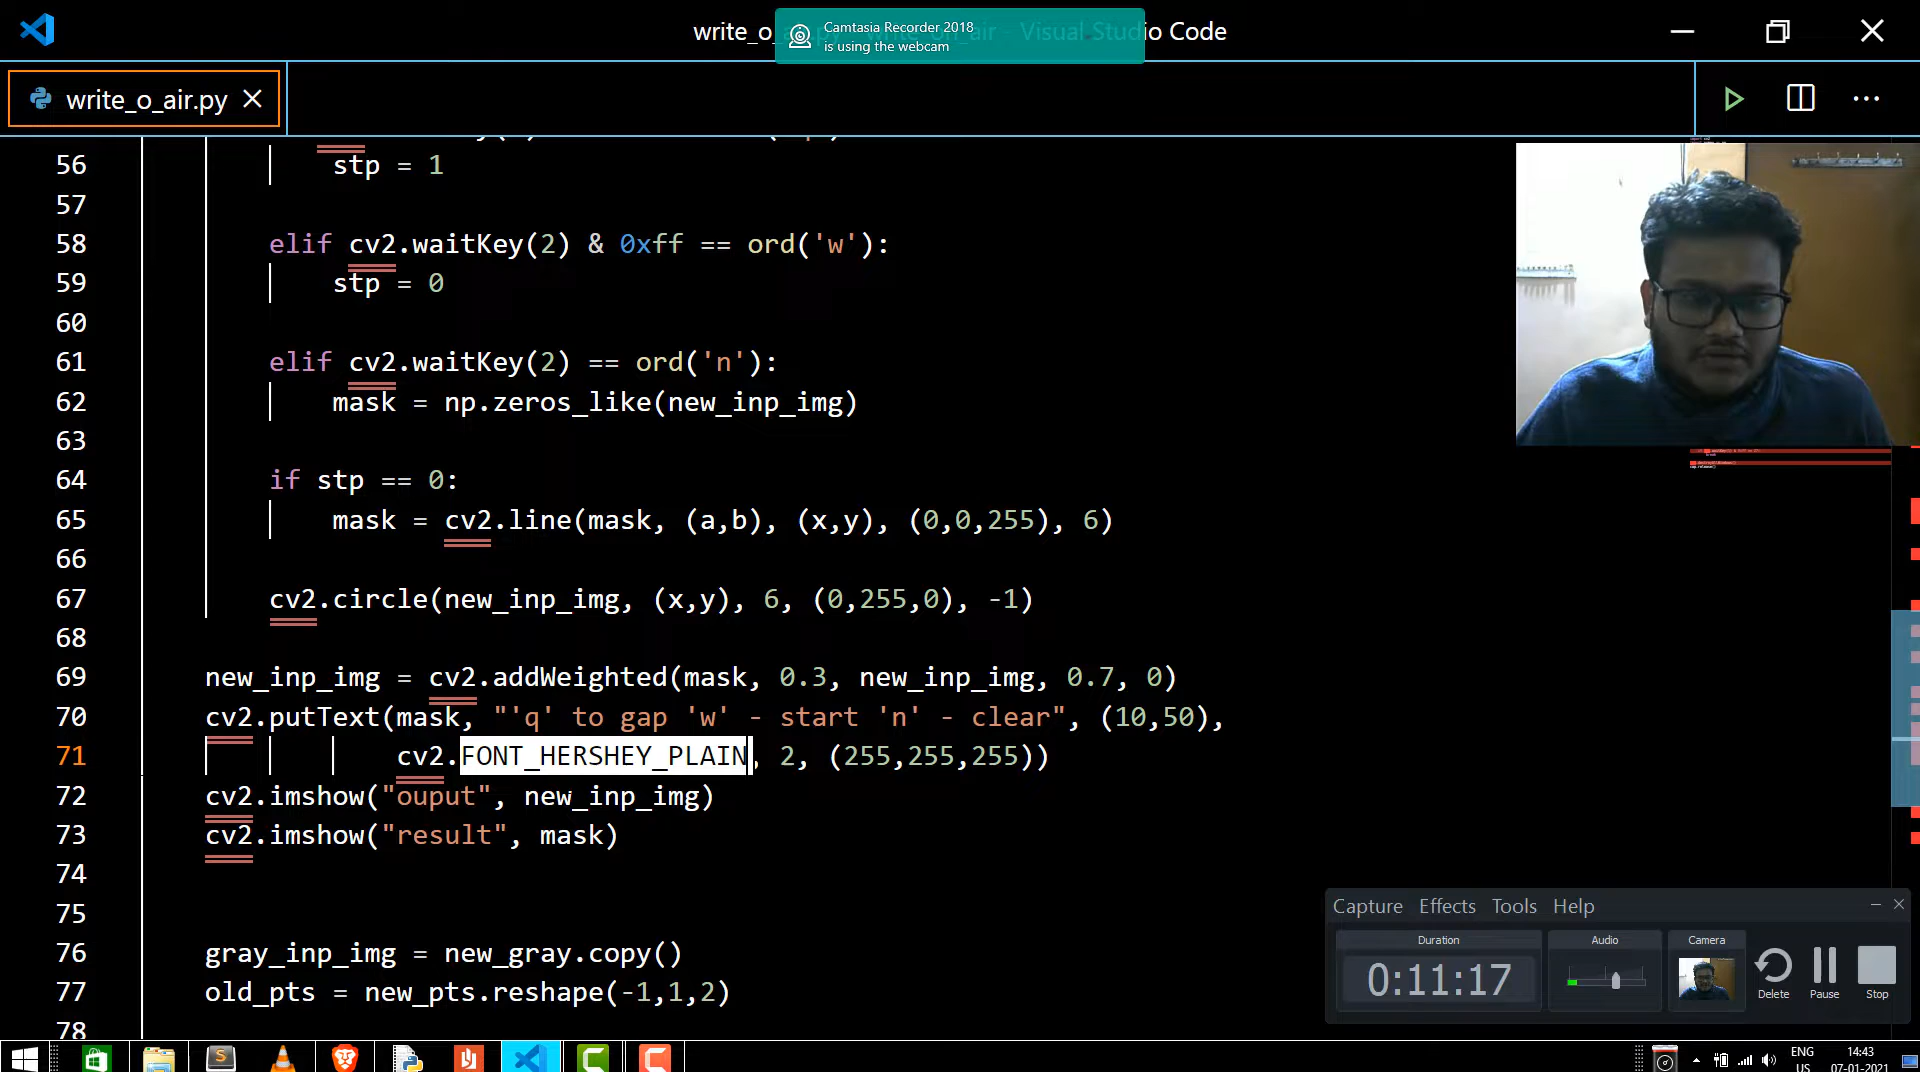 write_o
Camtasia Recorder 2018
is using the webcam
Visual Studio Code
write_o_air.py
56 stp = 1
57
58 elif cv2.waitKey(2) & 0xff == ord('w'):
59 stp = 0
60
61 elif cv2.waitKey(2) == ord('n'):
62 mask = np.zeros_like(new_inp_img)
63
64 if stp == 0:
65 mask = cv2.line(mask, (a,b), (x,y), (0,0,255), 6)
66
67 cv2.circle(new_inp_img, (x,y), 6, (0,255,0), -1)
68
69 new_inp_img = cv2.addWeighted(mask, 0.3, new_inp_img, 0.7, 0)
70 cv2.putText(mask, "'q' to gap 'w' - start 'n' - clear", (10,50),
71 cv2.FONT_HERSHEY_PLAIN, 2, (255,255,255))
72 cv2.imshow("ouput", new_inp_img)
73 cv2.imshow("result", mask)
74
75
76 gray_inp_img = new_gray.copy()
77 old_pts = new_pts.reshape(-1,1,2)
78
Capture Effects Tools Help
Duration
0:11:17
Audio
Camera
Delete
Pause
Stop
ENG
US
14:43
07-01-2021